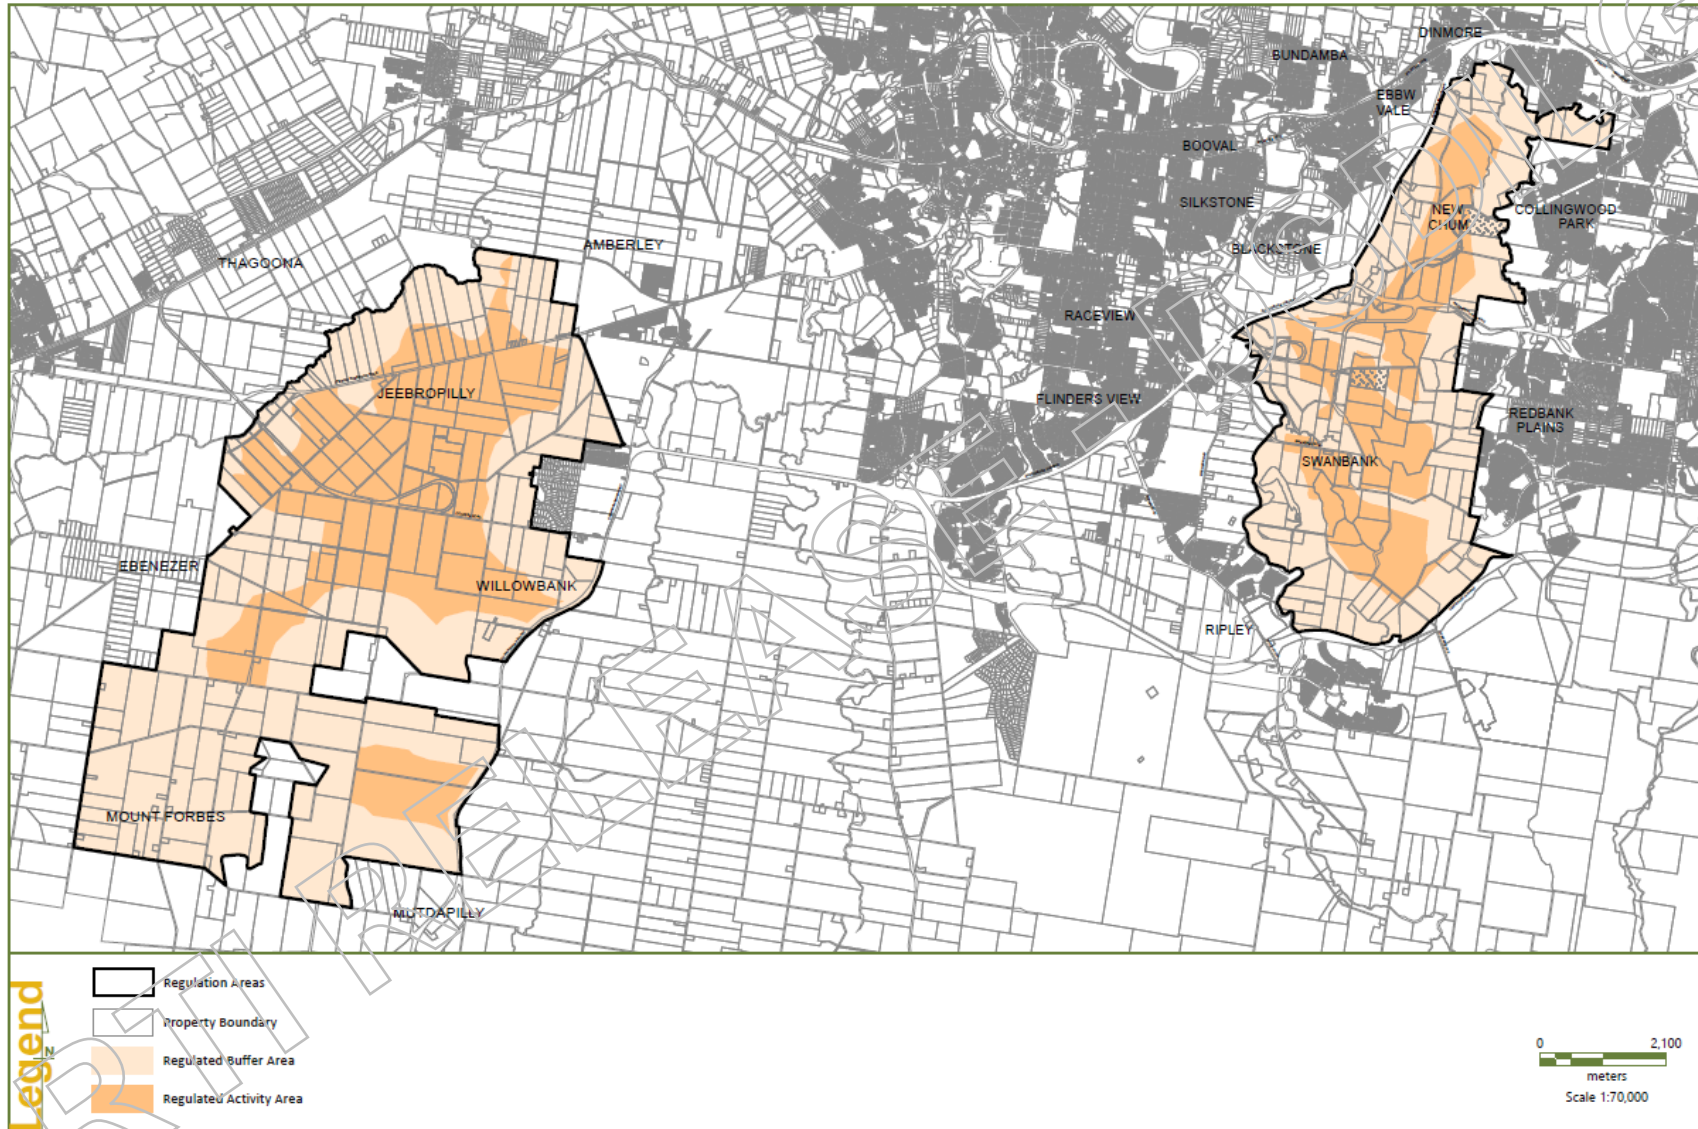 DINMORE
BUNDAMBA
EBBW
VALE
BOOVAL
SILKSTONE
NEW
CHUM
COLLINGWOOD
PARK
AMBERLEY
BLACKSTONE
THAGOONA
RACEVIEW
JEEBROPILLY
FLINDERS VIEW
REDBANK
PLAINS
SWANBANK
EBENEZER
WILLOWBANK
RIPLEY
MOUNT FORBES
MUTDAPILLY
Legend
N
Regulation Areas
Property Boundary
Regulated Buffer Area
Regulated Activity Area
0 2,100
meters
Scale 1:70,000